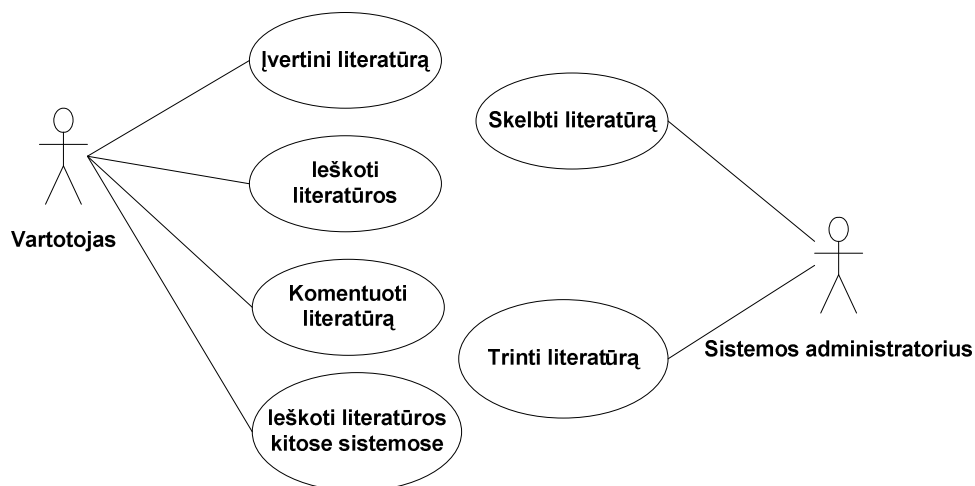 Įvertini literatūrą
Skelbti literatūrą
Ieškoti
literatūros
Vartotojas
Komentuoti
literatūrą
Trinti literatūrą
Sistemos administratorius
Ieškoti literatūros
kitose sistemose